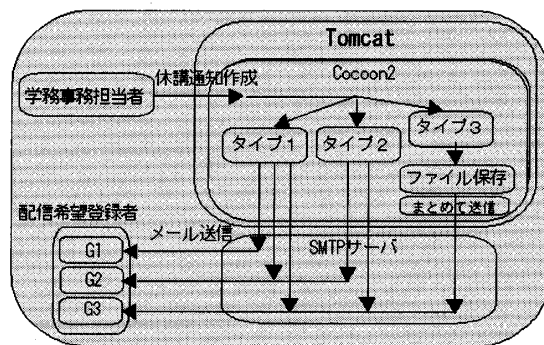 Tomcat
Cocoon2
休講通知作成
学務事務担当者
タイプ1
タイプ2
タイプ3
ファイル保存
まとめて送信
配信希望登録者
メール送信
SMTPサーバ
G1
G2
G3